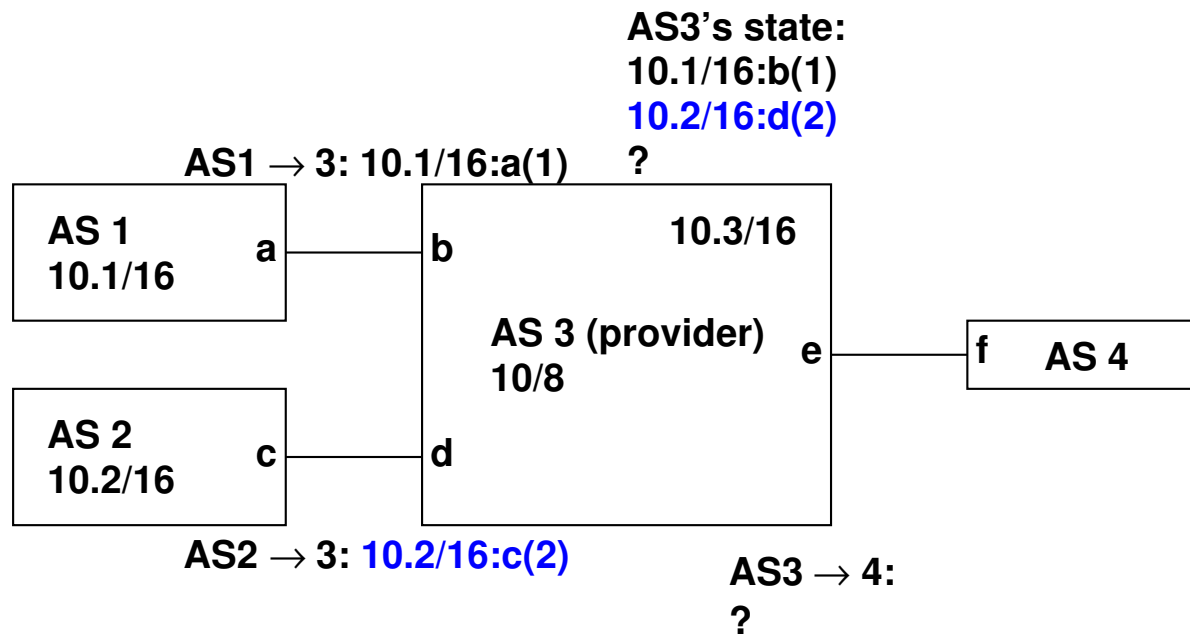 AS3’s state:
10.1/16:b(1)
10.2/16:d(2)
?
AS1 → 3: 10.1/16:a(1)
AS 1
10.1/16
a
b
10.3/16
AS 3 (provider)
10/8
e
f
AS 4
AS 2
10.2/16
c
d
AS2 → 3: 10.2/16:c(2)
AS3 → 4:
?